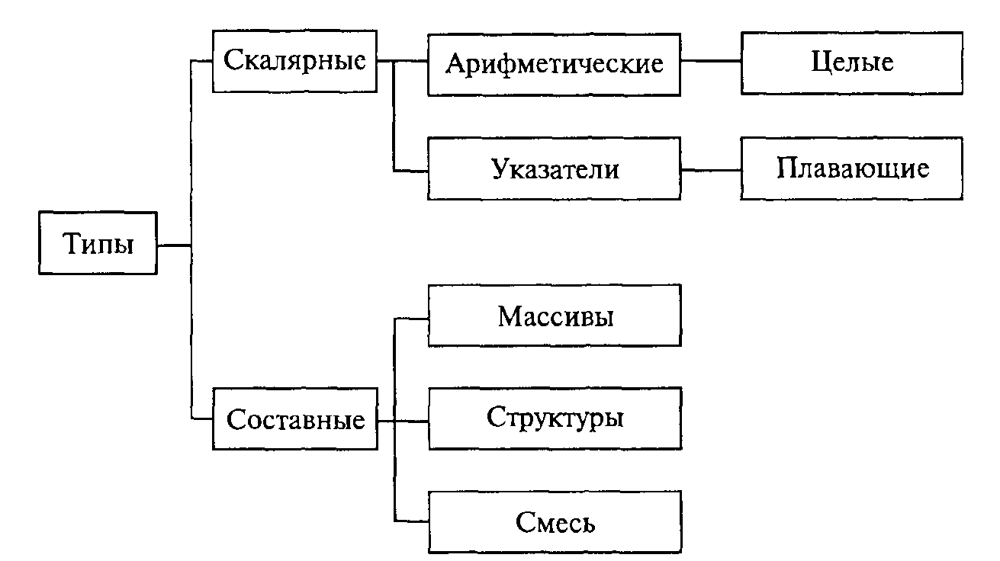 Скалярные
Арифметические
Целые
Указатели
Плавающие
Типы
Массивы
Составные
Структуры
Смесь